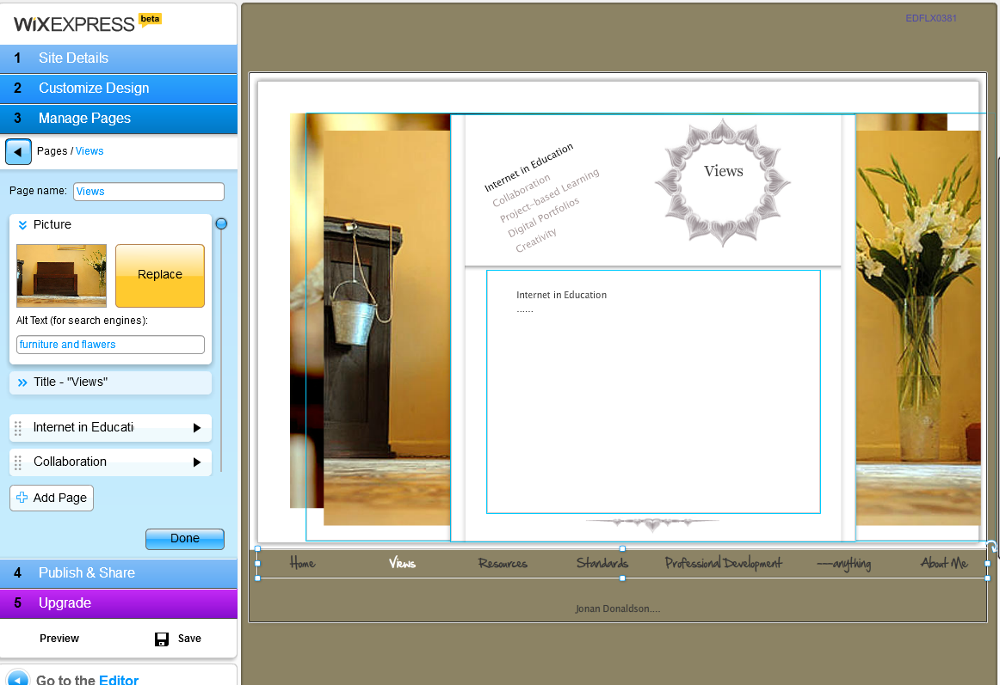 WiXEXPRESS beta
1 Site Details
2 Customize Design
3 Manage Pages
Pages / Views
Page name: Views
Picture
Replace
Alt Text (for search engines):
furniture and flawers
Title - "Views"
Internet in Educati
Collaboration
Add Page
Done
4 Publish & Share
5 Upgrade
Preview Save
Go to the Editor
EDFLX0381
Internet in Education
Collaboration
Project-based Learning
Digital Portfolios
Creativity
Views
Internet in Education
......
Home Views Resources Standards Professional Development ----anything About Me
Jonan Donaldson....